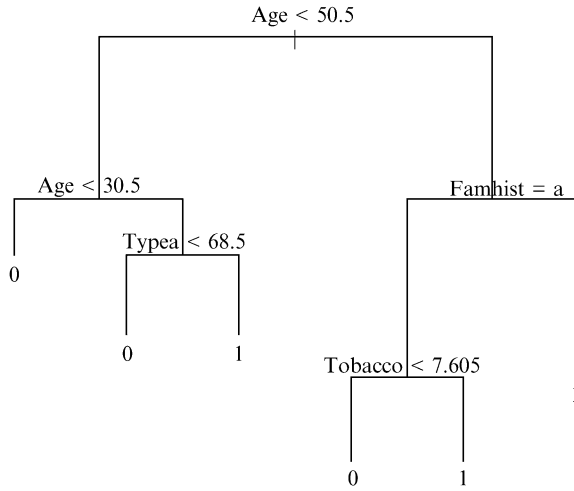 Age < 50.5
Age < 30.5
Famhist = a
Typea < 68.5
0
0
1
Tobacco < 7.605
0
1